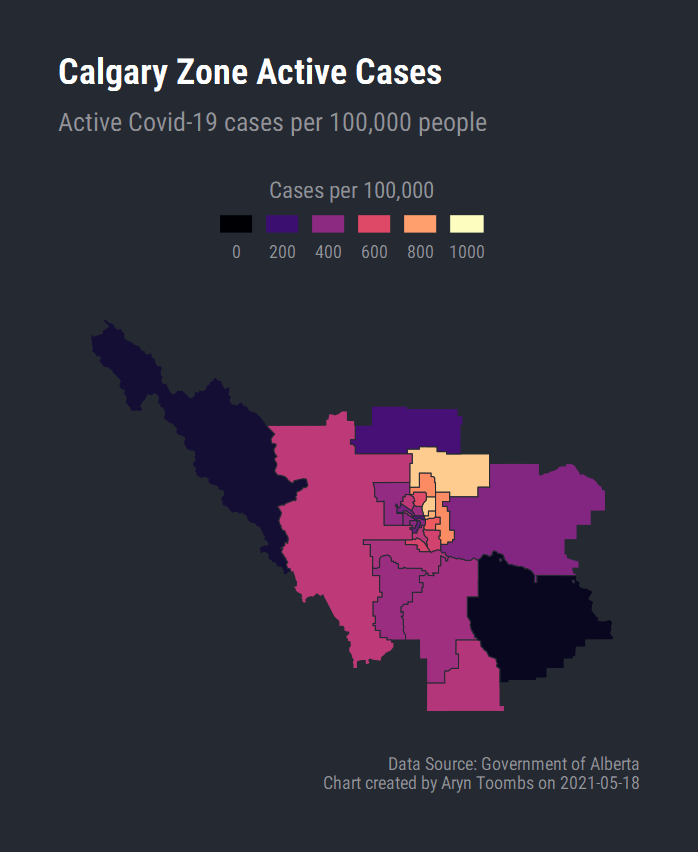 Calgary Zone Active Cases
Active Covid-19 cases per 100,000 people
Cases per 100,000
0 200 400 600 800 1000
Data Source: Government of Alberta
Chart created by Aryn Toombs on 2021-05-18